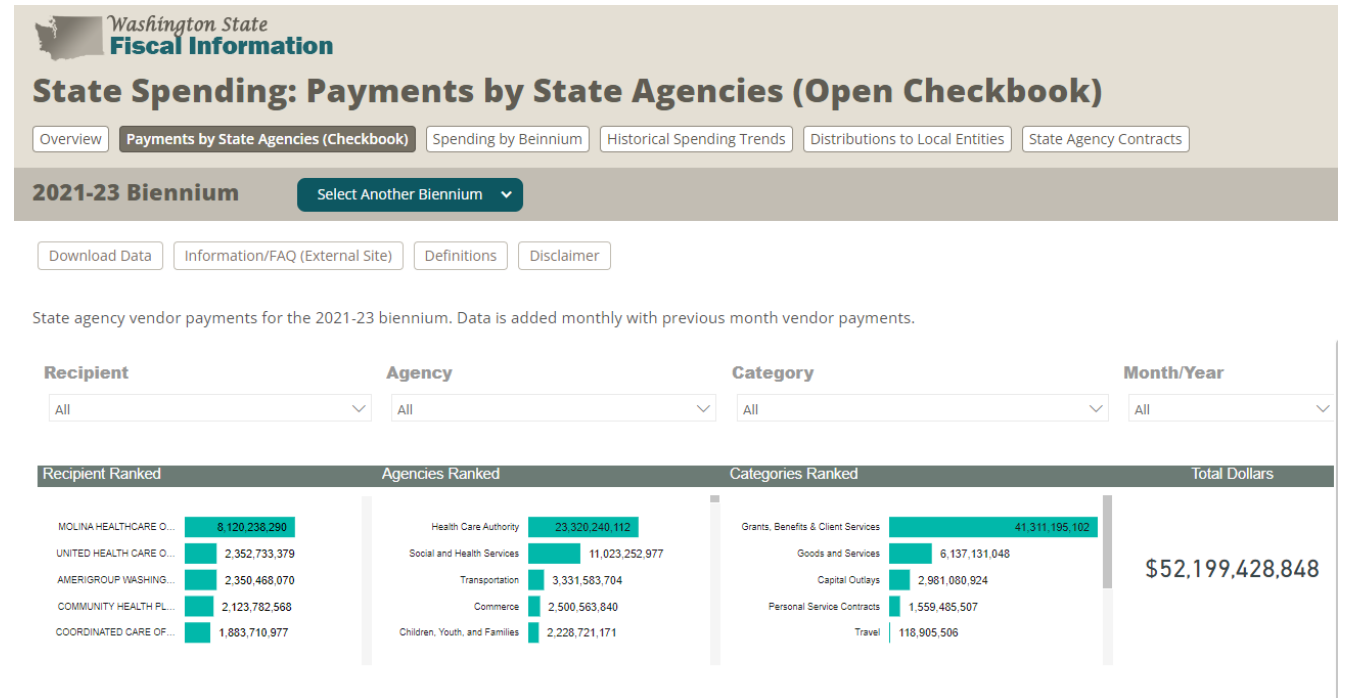 Washington State
Fiscal Information
State Spending: Payments by State Agencies (Open Checkbook)
Overview Payments by State Agencies (Checkbook) Spending by Beinnium Historical Spending Trends Distributions to Local Entities State Agency Contracts
2021-23 Biennium Select Another Biennium
Download Data Information/FAQ (External Site) Definitions Disclaimer
State agency vendor payments for the 2021-23 biennium. Data is added monthly with previous month vendor payments.
Recipient Agency Category Month/Year
All All All All
Recipient Ranked Agencies Ranked Categories Ranked Total Dollars
MOLINA HEALTHCARE O... 8,120,238,290 Health Care Authority 23,320,240,112 Grants, Benefits & Client Services 41,311,195,102
UNITED HEALTH CARE O... 2,352,733,379 Social and Health Services 11,023,252,977 Goods and Services 6,137,131,048
$52,199,428,848
AMERIGROUP WASHING... 2,350,468,070 Transportation 3,331,583,704 Capital Outlays 2,981,080,924
COMMUNITY HEALTH PL... 2,123,782,568 Commerce 2,500,563,840 Personal Service Contracts 1,559,485,507
COORDINATED CARE OF... 1,883,710,977 Children, Youth, and Families 2,228,721,171 Travel 118,905,506